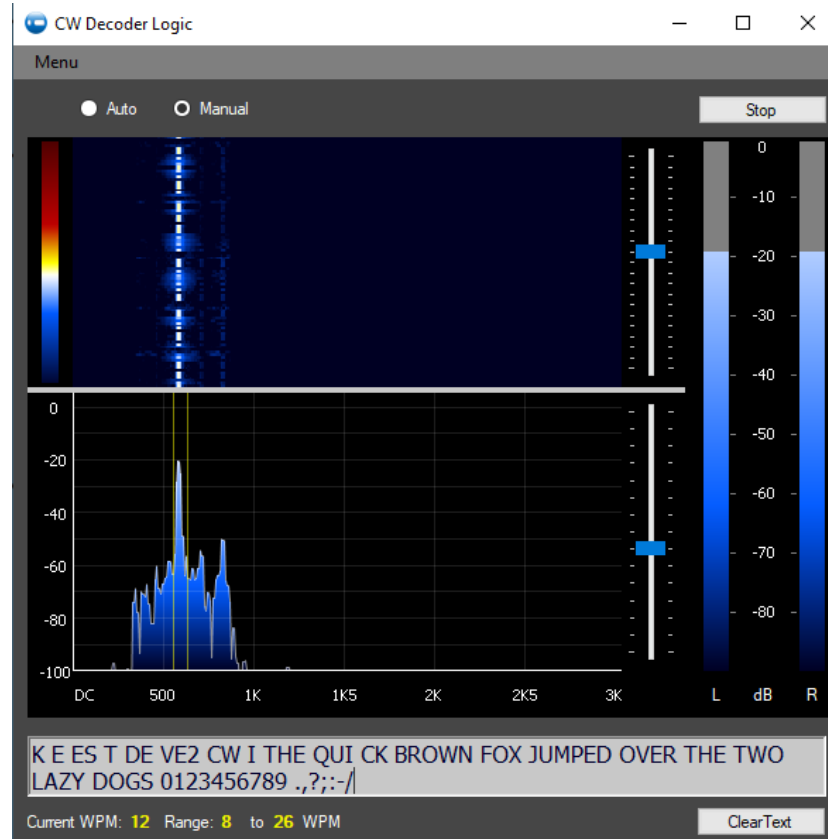 CW Decoder Logic
Menu
Auto Manual Stop
0
-10
-20
-30
-40
-50
-60
-70
-80
0
-20
-40
-60
-80
-100
DC 500 1K 1K5 2K 2K5 3K
L dB R
K E ES T DE VE2 CW I THE QUI CK BROWN FOX JUMPED OVER THE TWO
LAZY DOGS 0123456789 .,?;:-/
Current WPM: 12 Range: 8 to 26 WPM ClearText